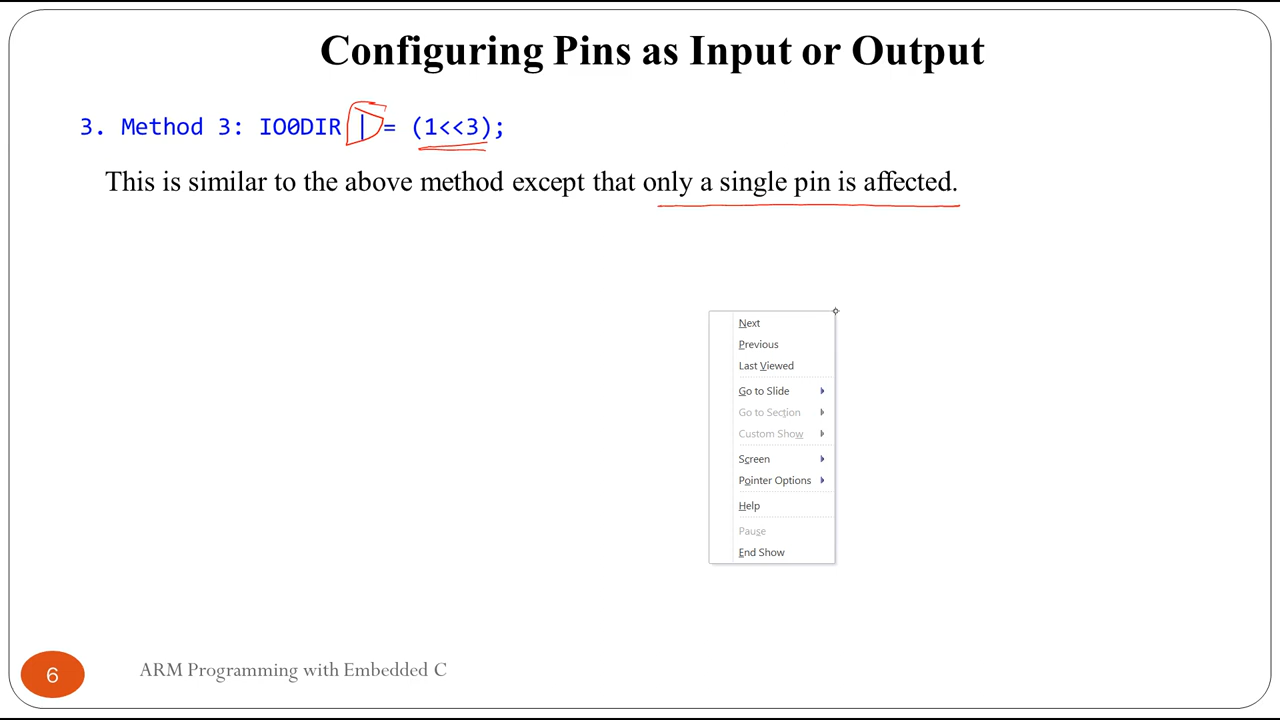 Configuring Pins as Input or Output
3. Method 3: IO0DIR |= (1<<3);
This is similar to the above method except that only a single pin is affected.
Next
Previous
Last Viewed
Go to Slide
Go to Section
Custom Show
Screen
Pointer Options
Help
Pause
End Show
6
ARM Programming with Embedded C